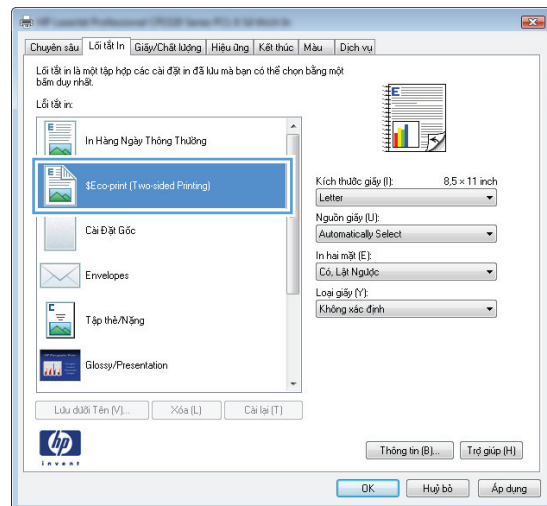 Chuyên sâu
Lối tắt In
Giấy/Chất lượng
Hiệu ứng
Kết thúc
Màu
Dịch vụ
Lối tắt in là một tập hợp các cài đặt in đã lưu mà bạn có thể chọn bằng một
bấm duy nhất.
Lối tắt in:
In Hàng Ngày Thông Thường
$Eco-print (Two-sided Printing)
Cài Đặt Gốc
Envelopes
Tập thẻ/Nặng
Glossy/Presentation
Kích thước giấy (I): 8,5 × 11 inch
Letter
Nguồn giấy (U):
Automatically Select
In hai mặt (E):
Có, Lật Ngược
Loại giấy (Y):
Không xác định
Lưu dưới Tên (V)...
Xóa (L)
Cài lại (T)
hp
invent
Thông tin (B)...
Trợ giúp (H)
OK
Huỷ bỏ
Áp dụng